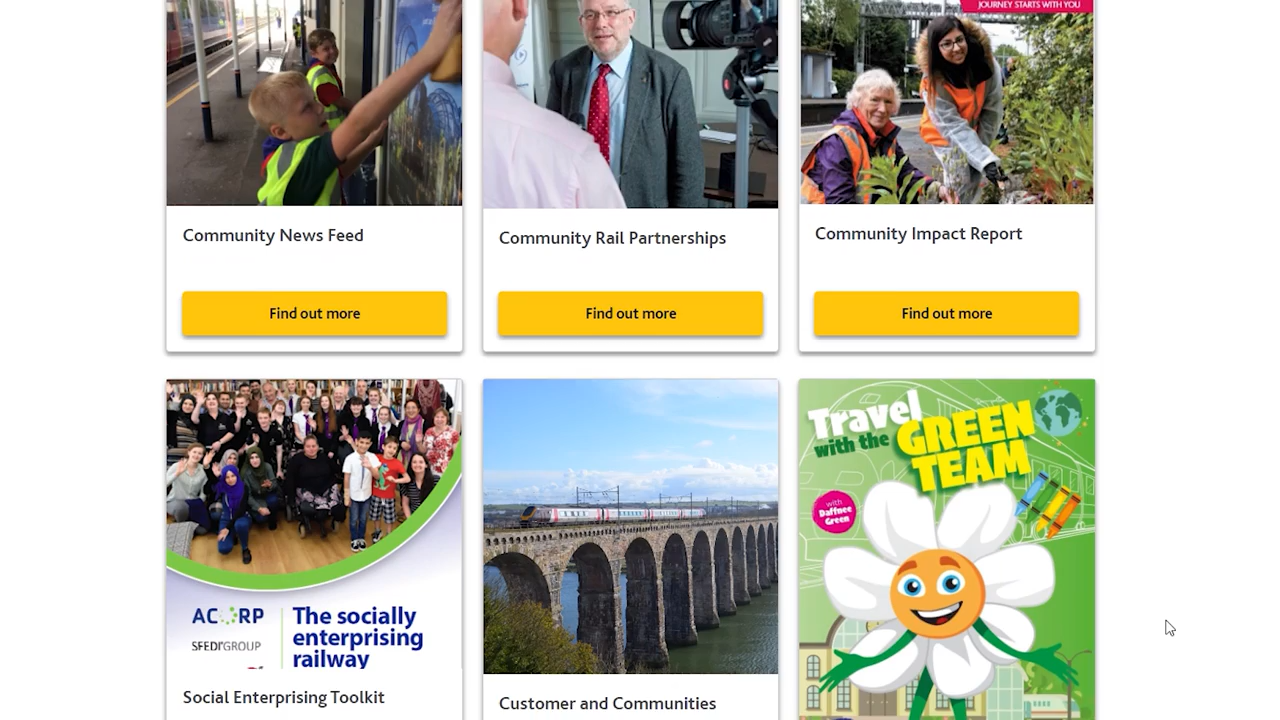 JOURNEY STARTS WITH YOU
Community News Feed
Community Rail Partnerships
Community Impact Report
Find out more
Find out more
Find out more
Travel
with the GREEN
TEAM
with
Daffnee
Green
ACORP
SFEDI GROUP
The socially
enterprising
railway
Social Enterprising Toolkit
Customer and Communities